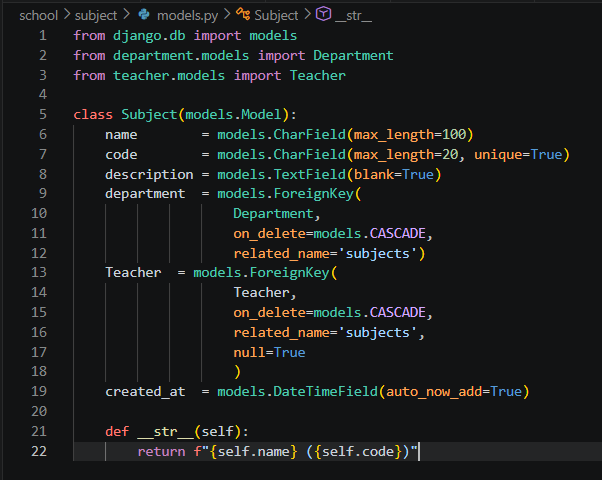 school > subject > models.py > Subject > __str__
1 from django.db import models
2 from department.models import Department
3 from teacher.models import Teacher
4
5 class Subject(models.Model):
6     name        = models.CharField(max_length=100)
7     code        = models.CharField(max_length=20, unique=True)
8     description = models.TextField(blank=True)
9     department  = models.ForeignKey(
10                     Department,
11                     on_delete=models.CASCADE,
12                     related_name='subjects')
13     Teacher  = models.ForeignKey(
14                     Teacher,
15                     on_delete=models.CASCADE,
16                     related_name='subjects',
17                     null=True
18                     )
19     created_at  = models.DateTimeField(auto_now_add=True)
20
21     def __str__(self):
22         return f"{self.name} ({self.code})"